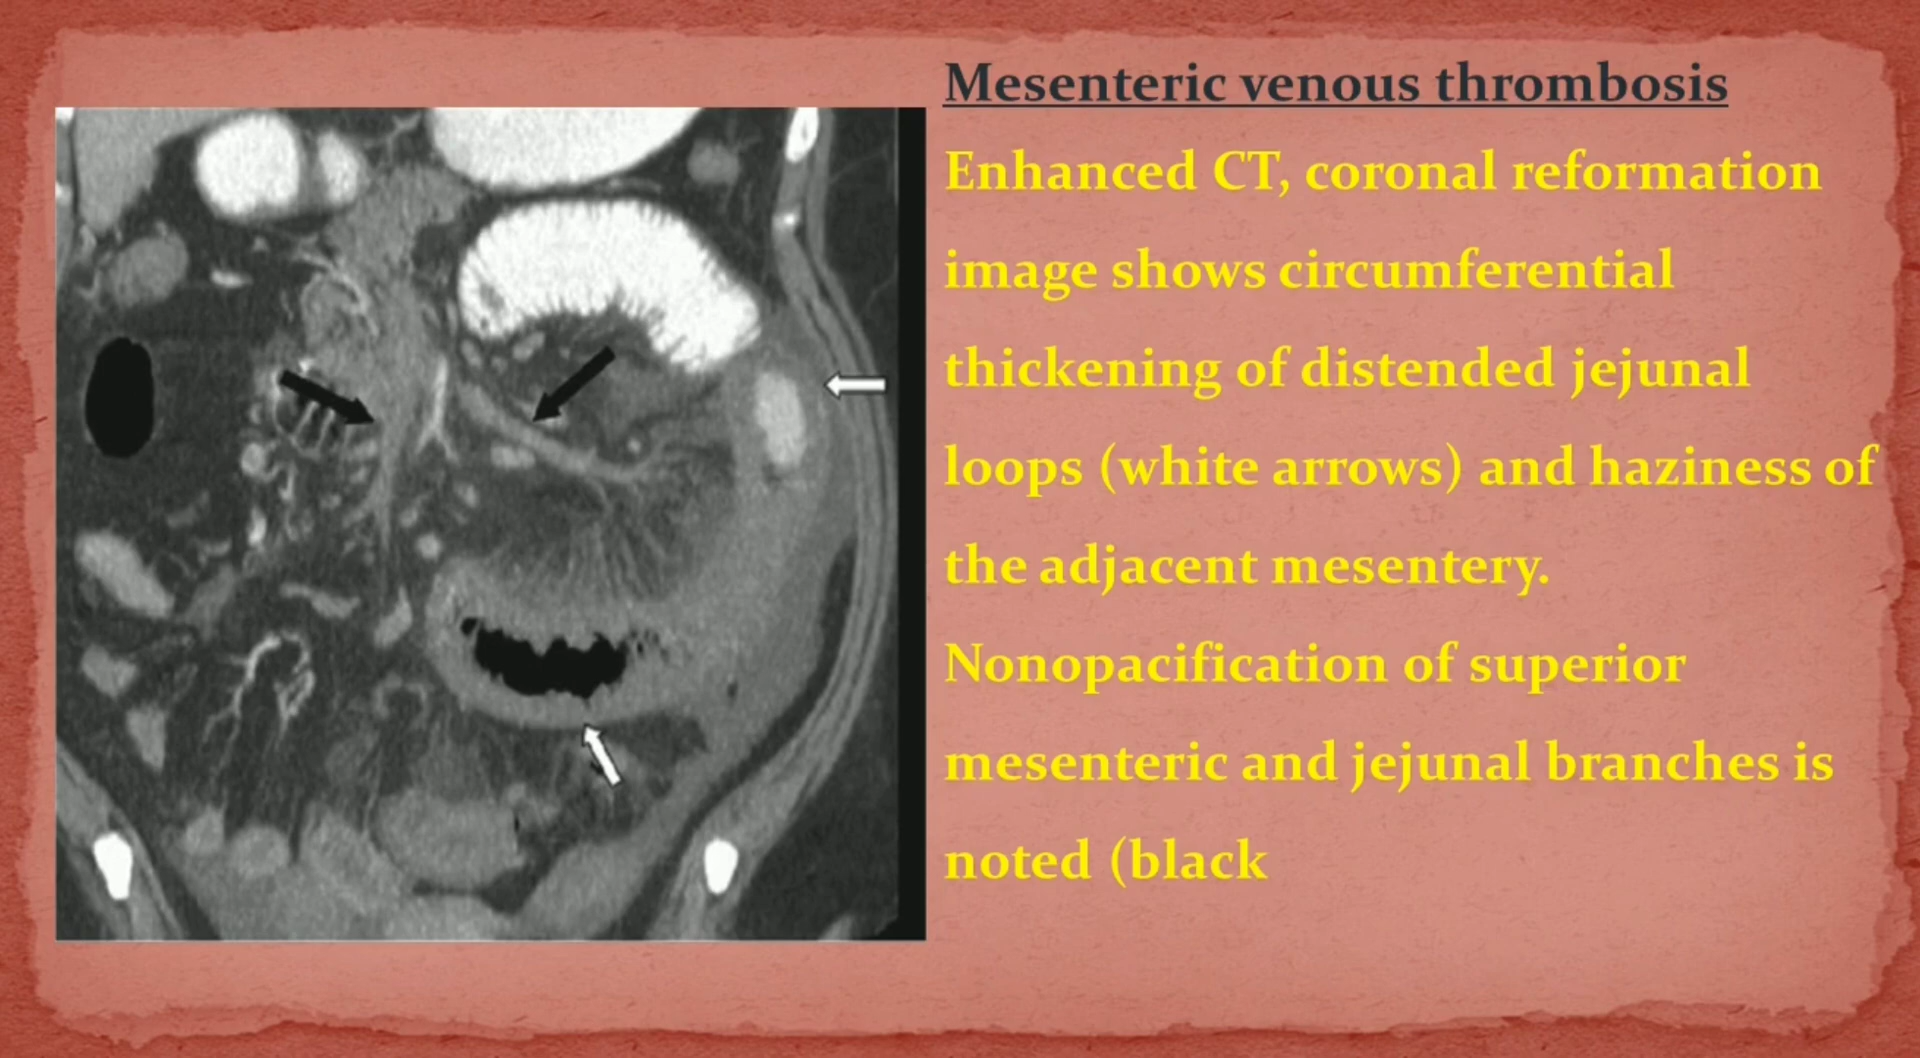 Mesenteric venous thrombosis
Enhanced CT, coronal reformation
image shows circumferential
thickening of distended jejunal
loops (white arrows) and haziness of
the adjacent mesentery.
Nonopacification of superior
mesenteric and jejunal branches is
noted (black